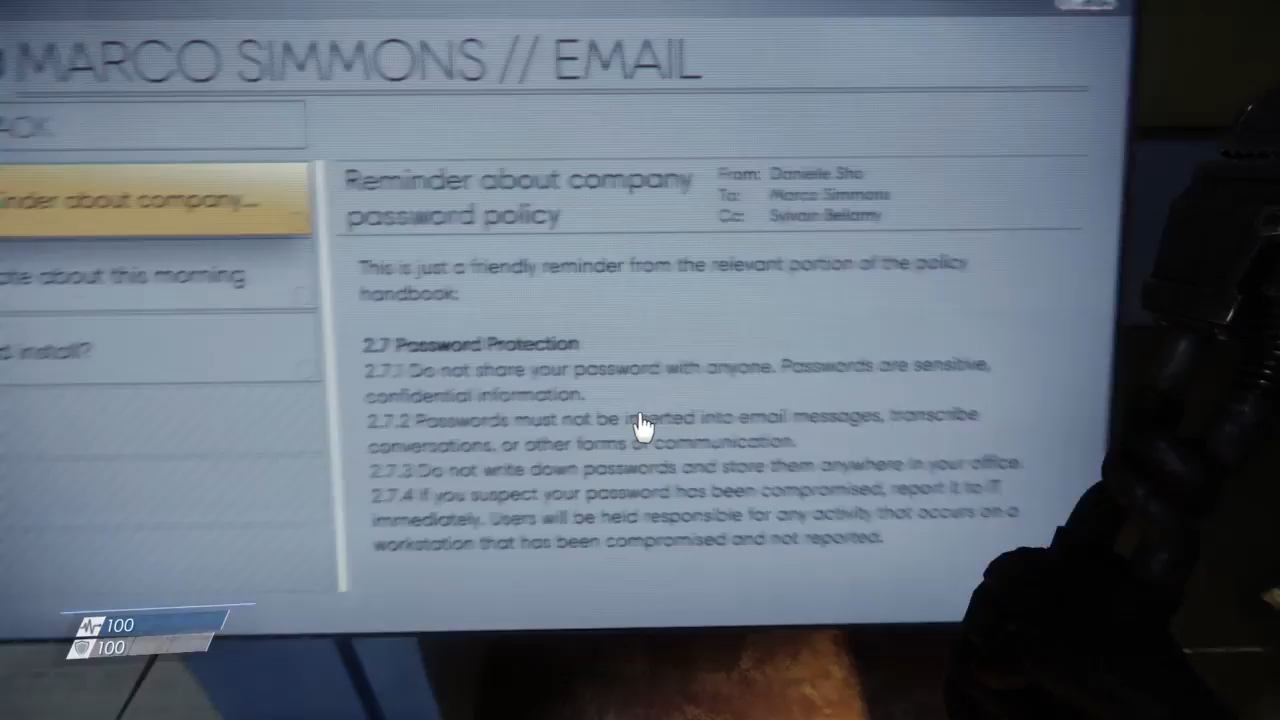 MARCO SIMMONS // EMAIL
Reminder about company
password policy
From: Danielle Sho
To: Marco Simmons
Cc: Sylvain Bellamy
about company...
about this morning
install?
This is just a friendly reminder from the relevant portion of the policy
handbook:
2.7 Password Protection
2.7.1 Do not share your password with anyone. Passwords are sensitive,
confidential information.
2.7.2 Passwords must not be inserted into email messages, transcribe
conversations, or other forms of communication.
2.7.3 Do not write down passwords and store them anywhere in your office.
2.7.4 If you suspect your password has been compromised, report it to IT
immediately. Users will be held responsible for any activity that occurs on a
workstation that has been compromised and not reported.
100
100